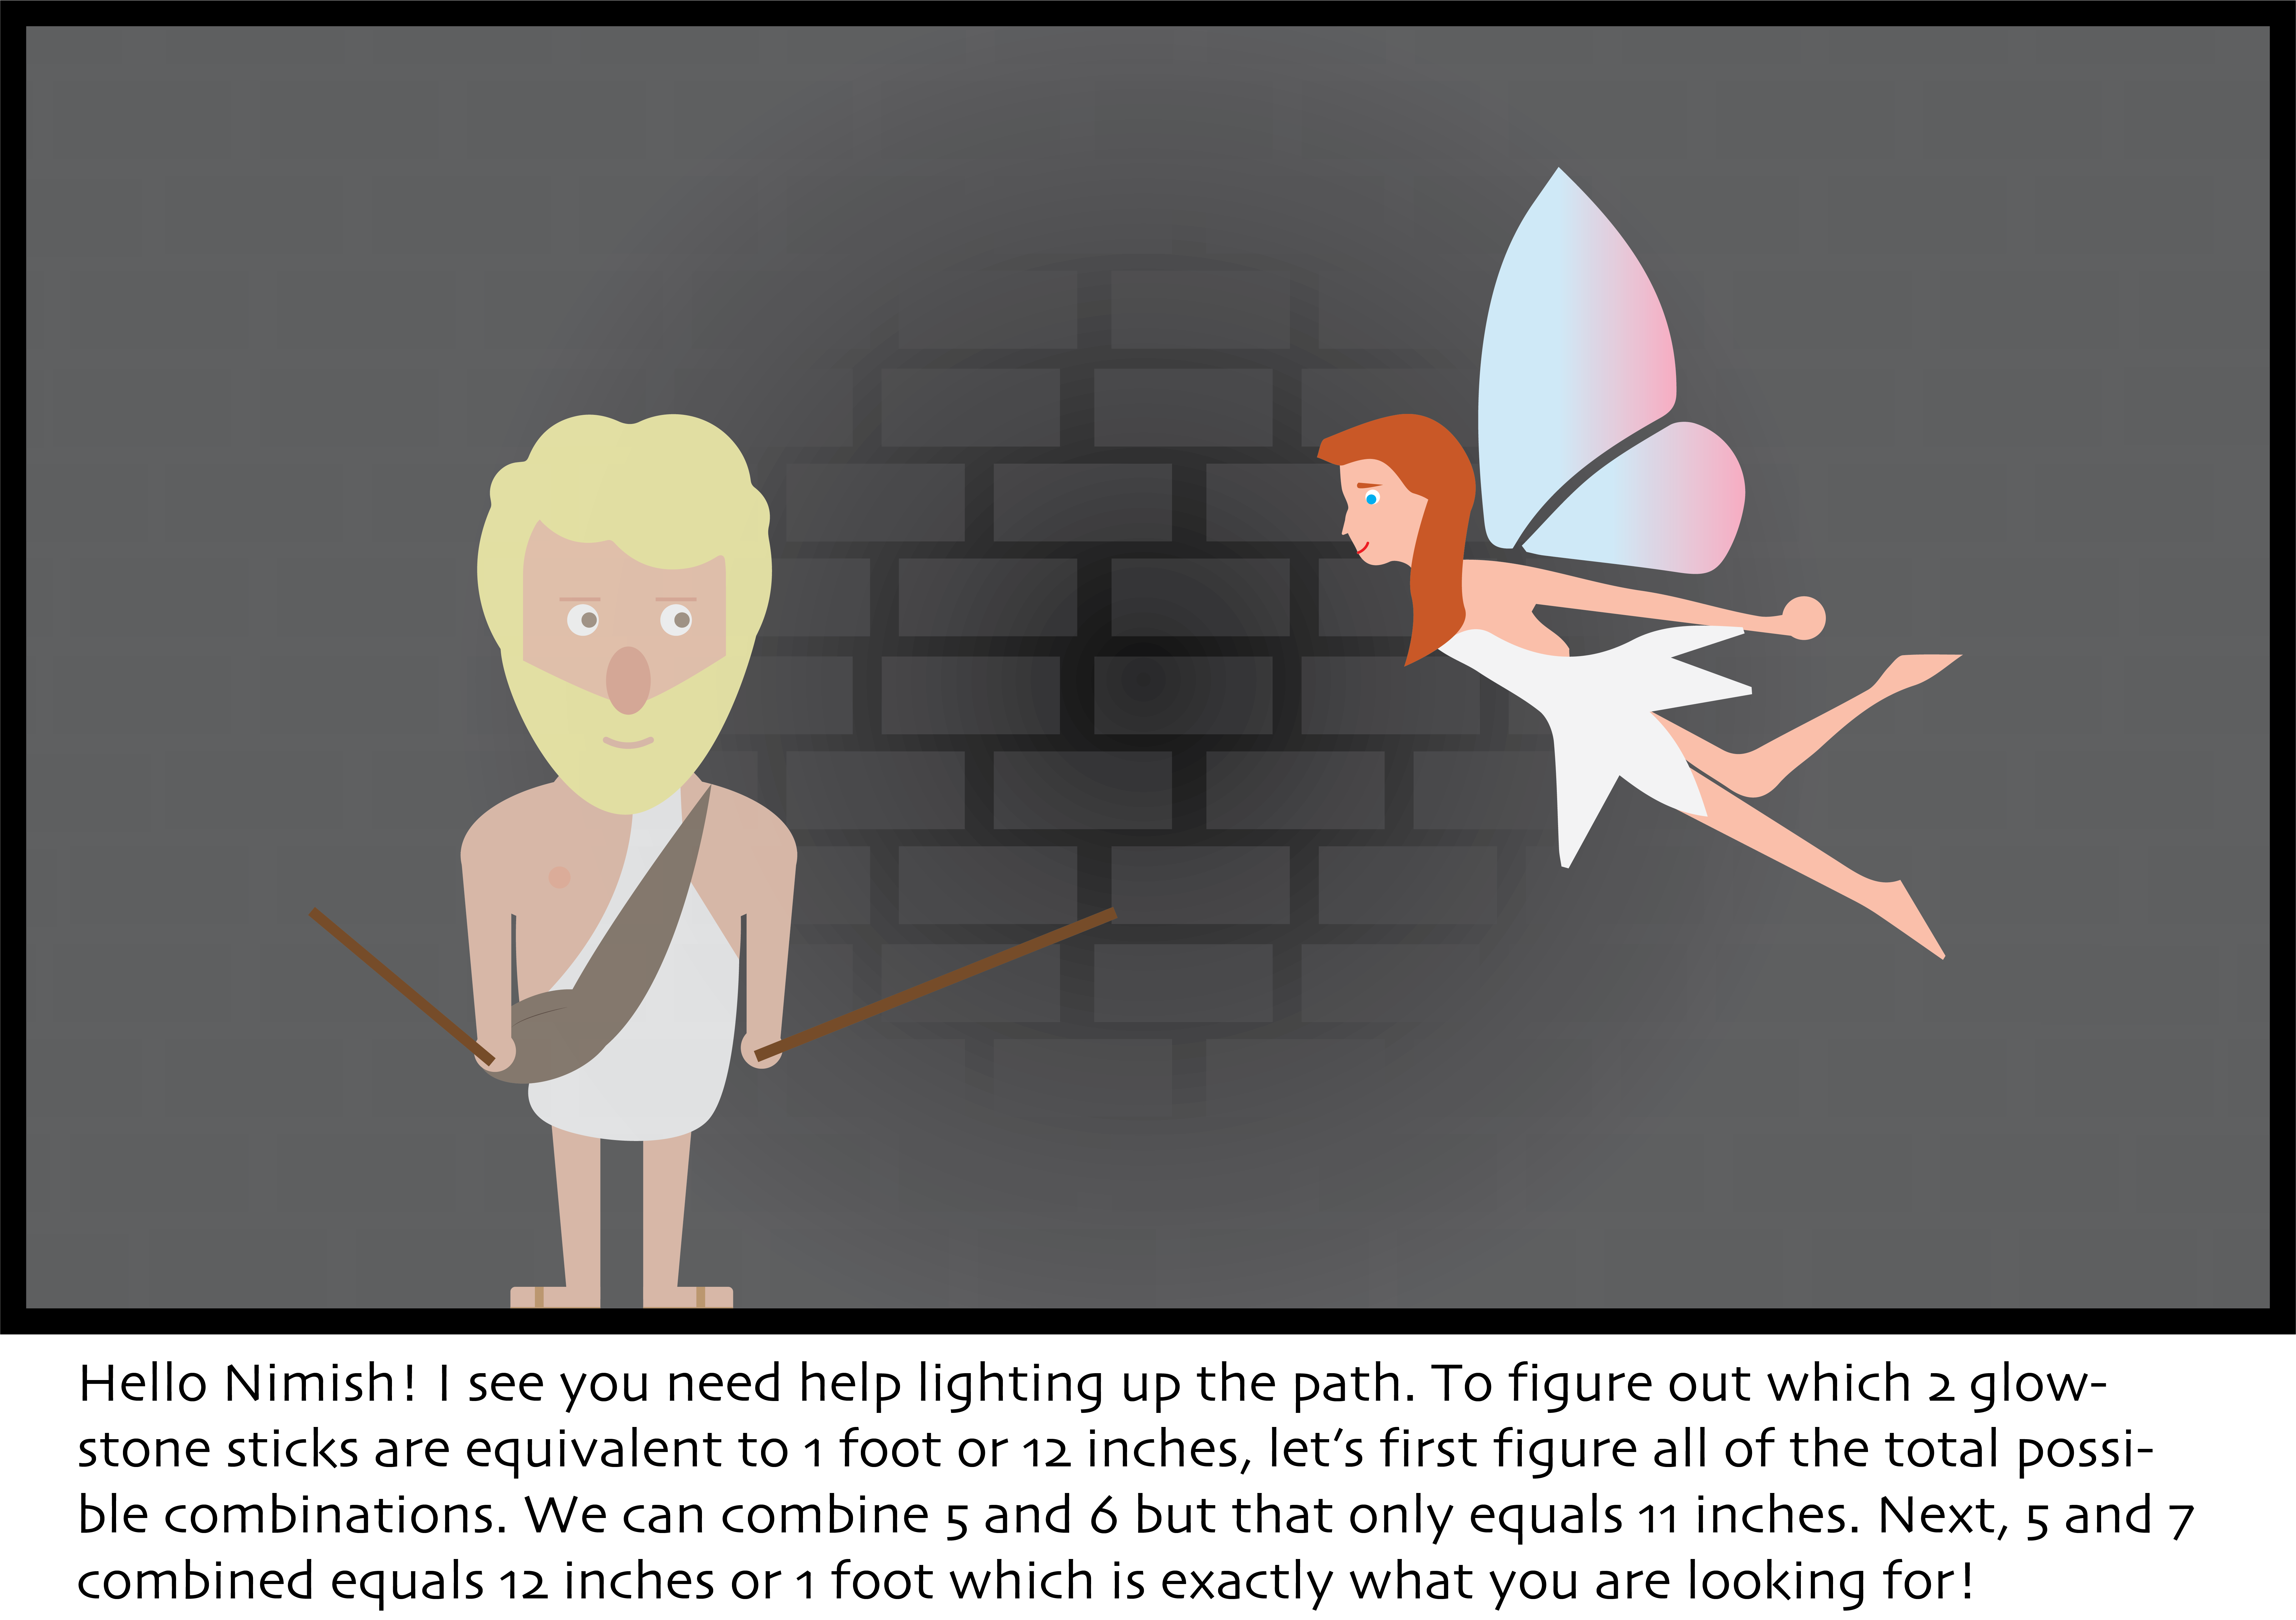 Hello Nimish! I see you need help lighting up the path. To figure out which 2 glow-
stone sticks are equivalent to 1 foot or 12 inches, let's first figure all of the total possi-
ble combinations. We can combine 5 and 6 but that only equals 11 inches. Next, 5 and 7
combined equals 12 inches or 1 foot which is exactly what you are looking for!